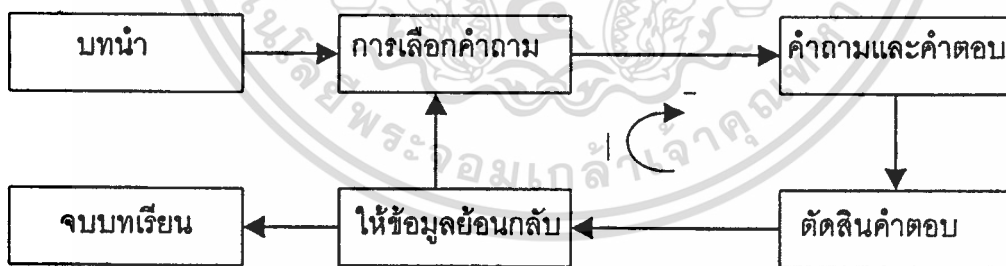 บทนำ
การเลือกคำถาม
คำถามและคำตอบ
จบบทเรียน
ให้ข้อมูลย้อนกลับ
ตัดสินคำตอบ